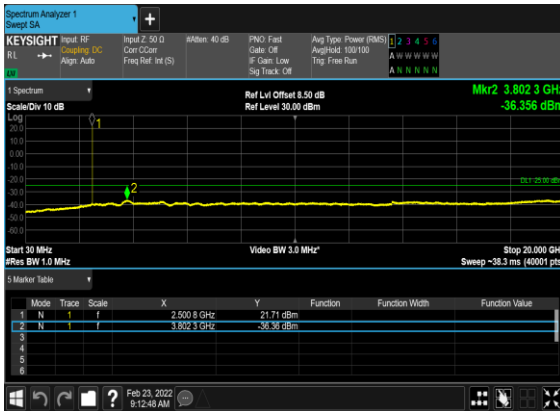 Spectrum Analyzer 1
Swept SA
+
KEYSIGHT Input: RF Input Z: 50 Ω #Atten: 40 dB PNO: Fast Avg Type: Power (RMS) 1 2 3 4 5 6
RL Coupling: DC Corr CCorr Gate: Off Avg|Hold: 100/100 A W W W W W
Align: Auto Freq Ref: Int (S) IF Gain: Low Trig: Free Run
LXI Sig Track: Off A N N N N N
1 Spectrum Mkr2 3.802 3 GHz
Ref Lvl Offset 8.50 dB
Scale/Div 10 dB Ref Level 30.00 dBm -36.356 dBm
Log
1
20.0
10.0
0.00
-10.0
-20.0
DL1 -25.00 dBm
-30.0
2
-40.0
-50.0
-60.0
Start 30 MHz Video BW 3.0 MHz* Stop 20.000 GHz
#Res BW 1.0 MHz Sweep ~38.3 ms (40001 pts)
5 Marker Table
Mode Trace Scale X Y Function Function Width Function Value
1 N 1 f 2.500 8 GHz 21.71 dBm
2 N 1 f 3.802 3 GHz -36.36 dBm
3
4
5
6
? Feb 23, 2022
9:12:48 AM